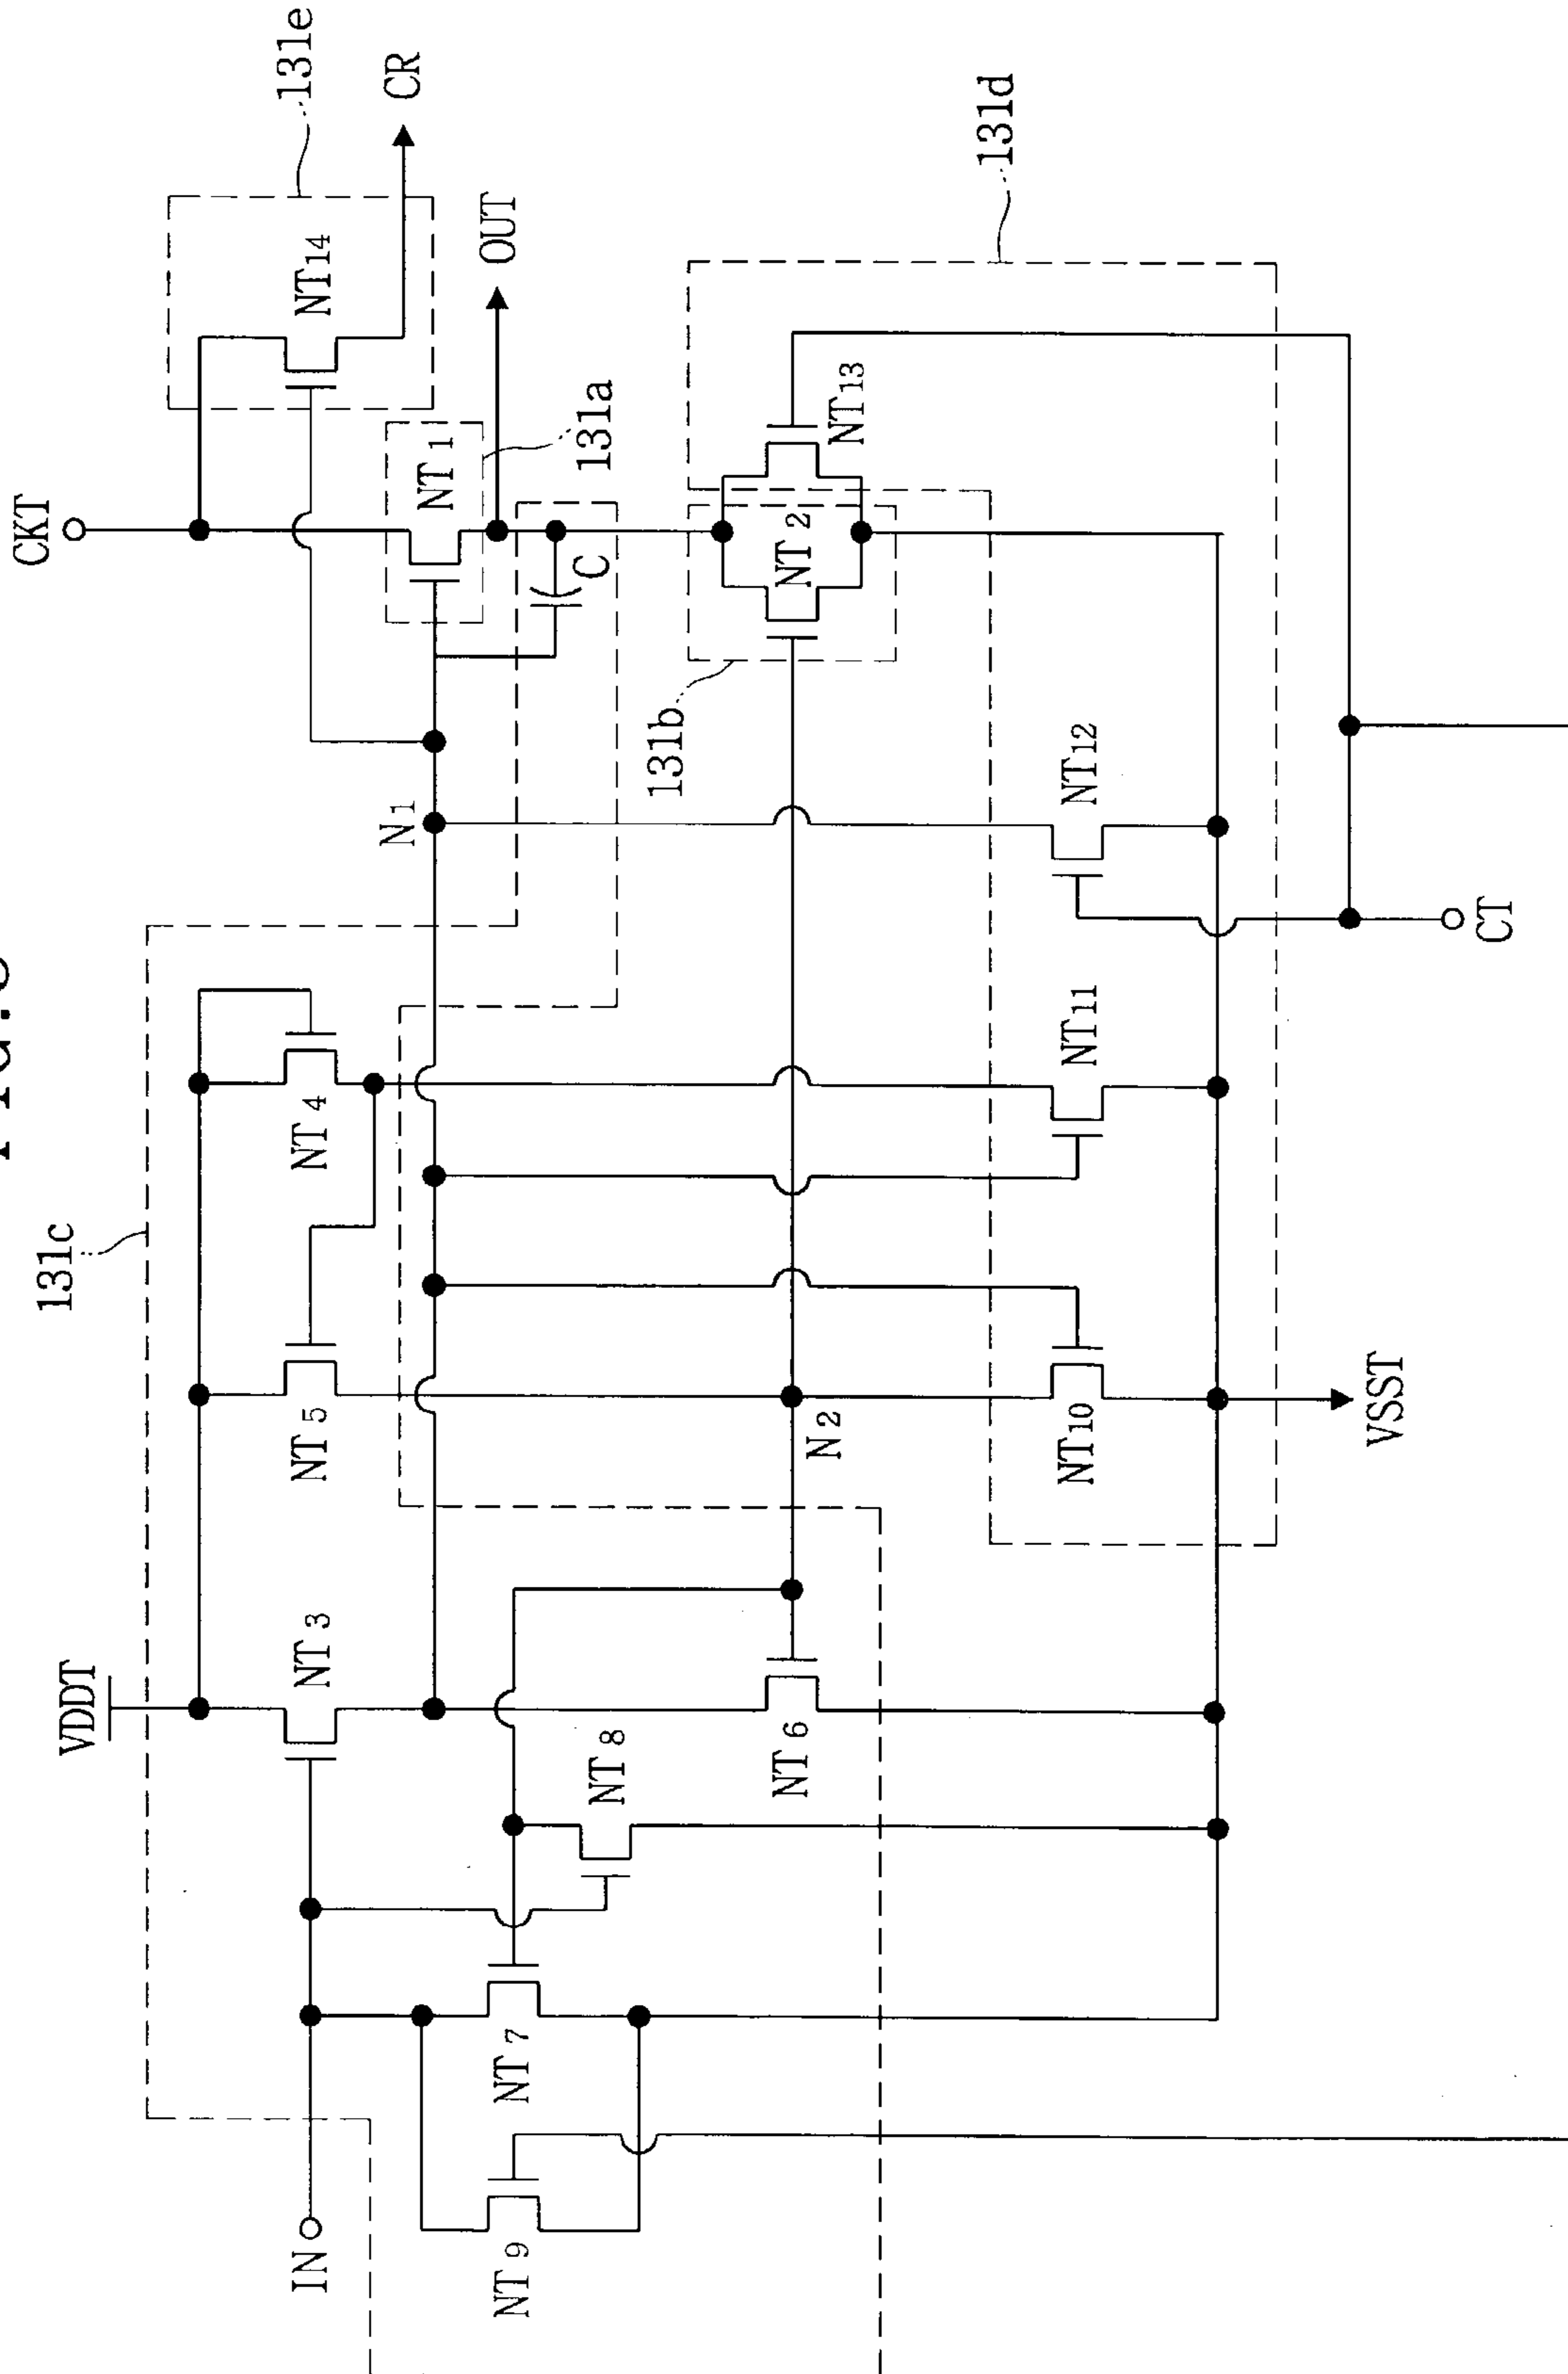 CKT
131e
CR
NT14
OUT
NT1
131a
C
131d
NT13
NT2
131b
N1
NT12
CT
NT4
NT11
131c
NT5
N2
NT10
VSST
VDDT
NT3
NT8
NT6
NT7
IN
NT9